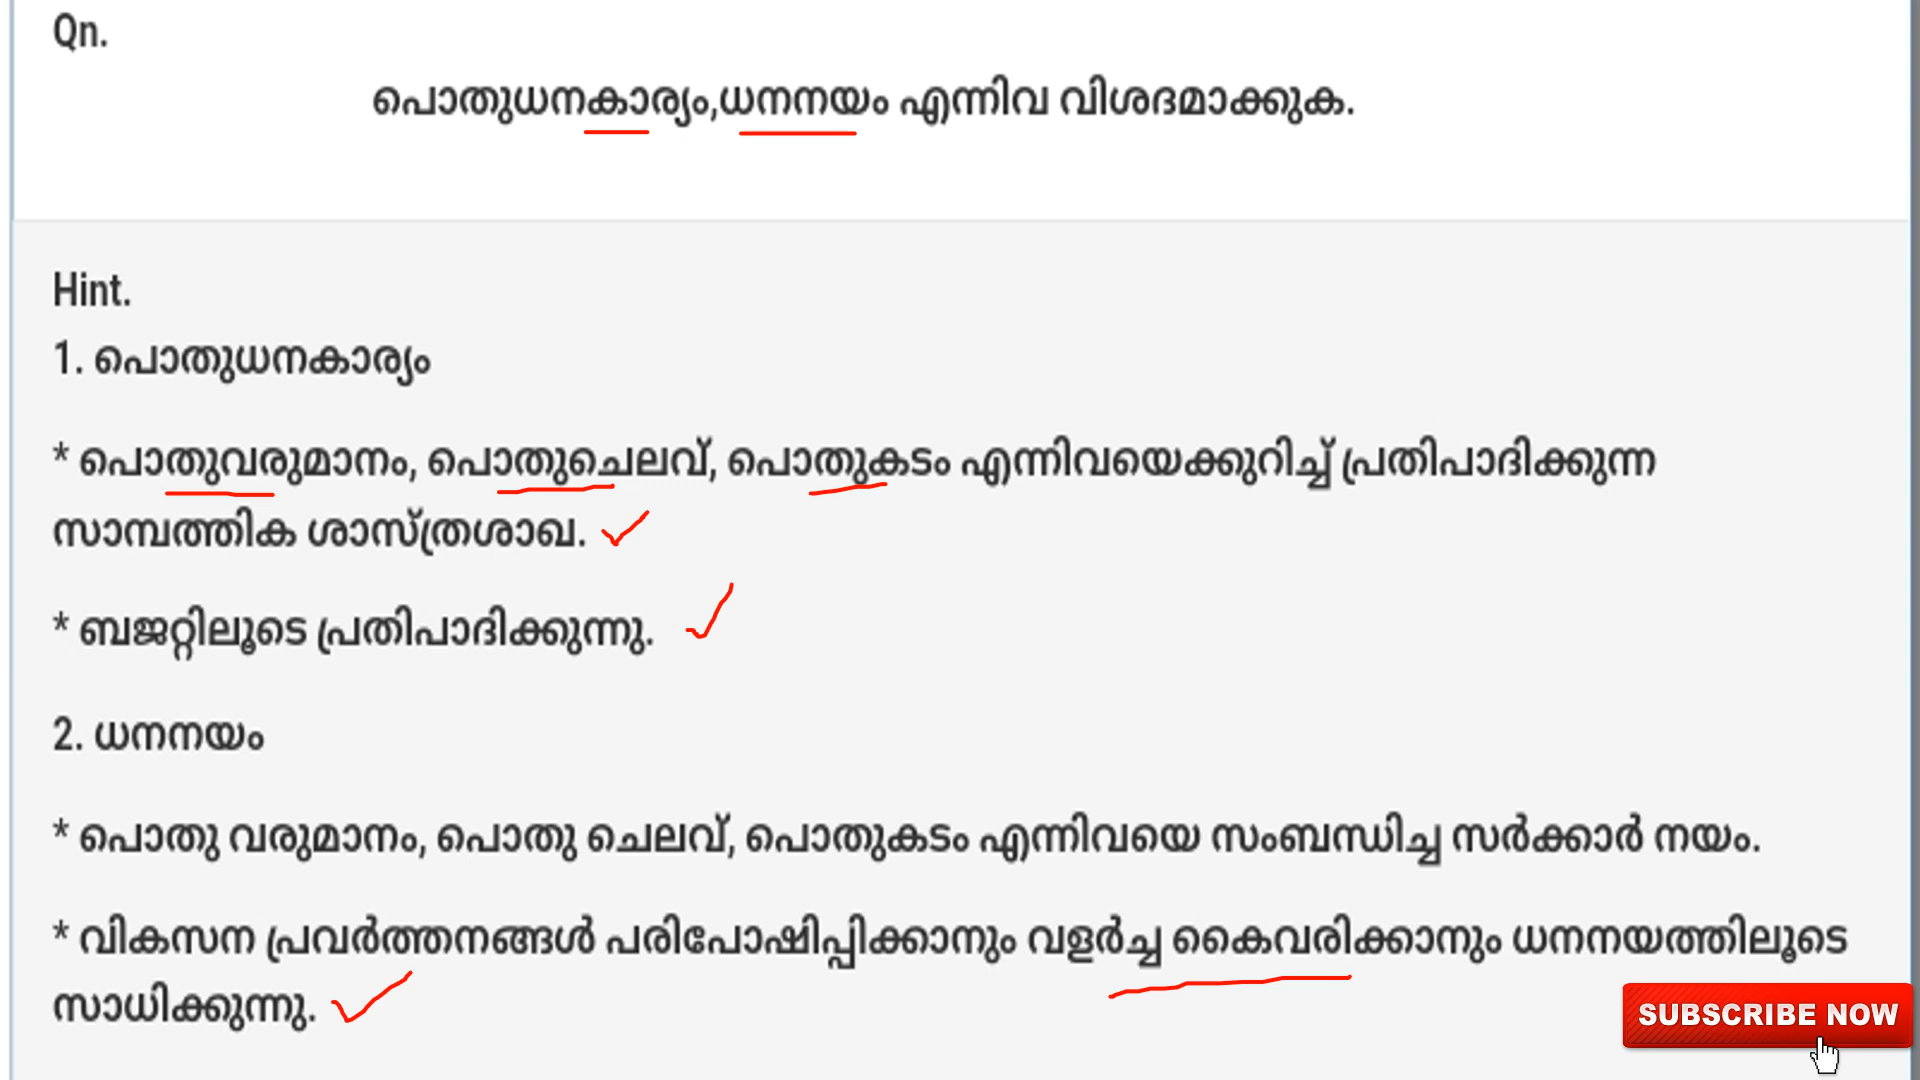 Qn.
പൊതുധനകാര്യം,ധനനയം എന്നിവ വിശദമാക്കുക.
Hint.
1. പൊതുധനകാര്യം
* പൊതുവരുമാനം, പൊതുചെലവ്, പൊതുകടം എന്നിവയെക്കുറിച്ച് പ്രതിപാദിക്കുന്ന
സാമ്പത്തിക ശാസ്ത്രശാഖ.
* ബജറ്റിലൂടെ പ്രതിപാദിക്കുന്നു.
2. ധനനയം
* പൊതു വരുമാനം, പൊതു ചെലവ്, പൊതുകടം എന്നിവയെ സംബന്ധിച്ച സർക്കാർ നയം.
* വികസന പ്രവർത്തനങ്ങൾ പരിപോഷിപ്പിക്കാനും വളർച്ച കൈവരിക്കാനും ധനനയത്തിലൂടെ
സാധിക്കുന്നു.
SUBSCRIBE NOW